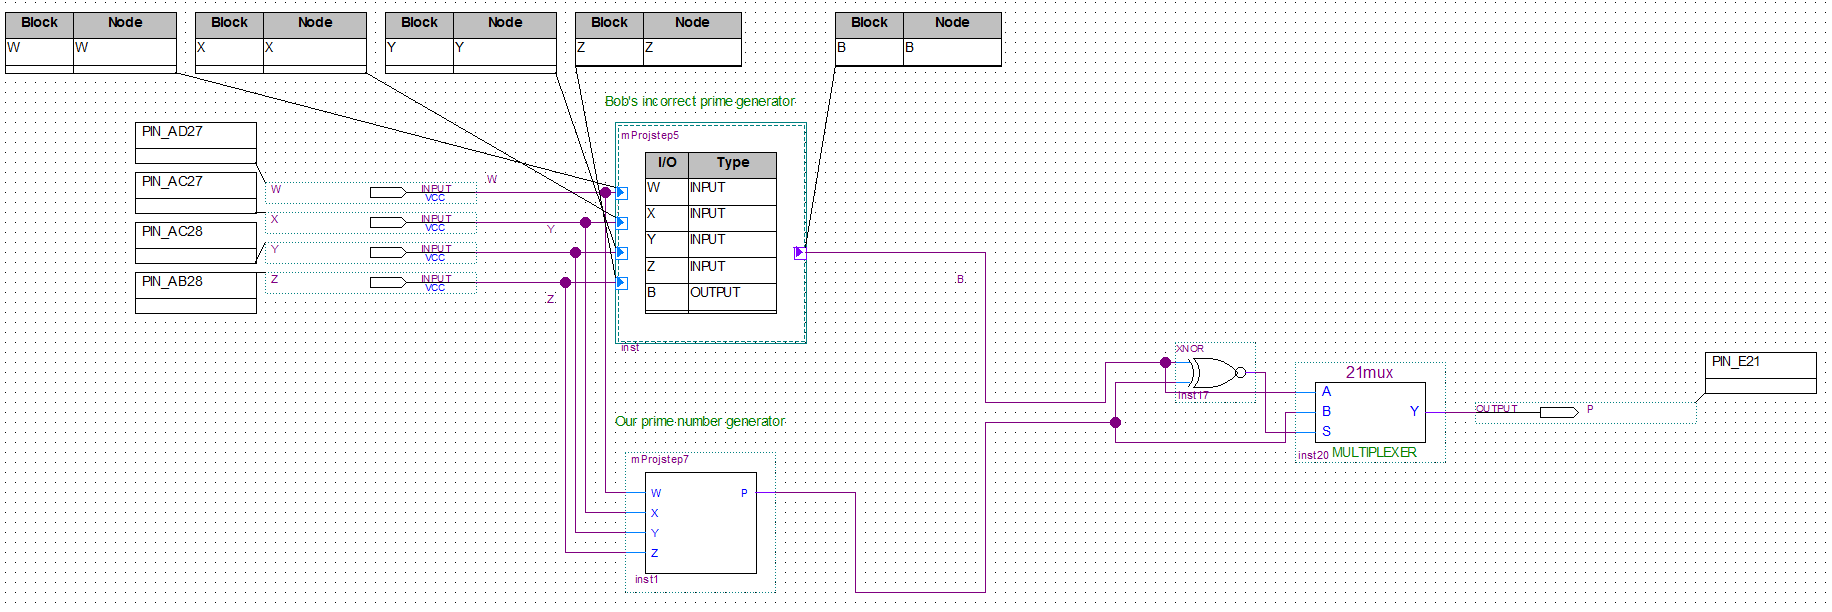 Block Node
W W
Block Node
X X
Block Node
Y Y
Block Node
Z Z
Block Node
B B
Bob's incorrect prime generator
PIN_AD27
PIN_AC27
PIN_AC28
PIN_AB28
W INPUT VCC W
X INPUT VCC Y
Y INPUT VCC
Z INPUT VCC Z
mProjstep5
I/O Type
W INPUT
X INPUT
Y INPUT
Z INPUT
B OUTPUT
inst
B
Our prime number generator
mProjstep7
W P
X
Y
Z
inst1
XNOR
inst17
21mux
A
B Y
S
inst20 MULTIPLEXER
PIN_E21
OUTPUT P